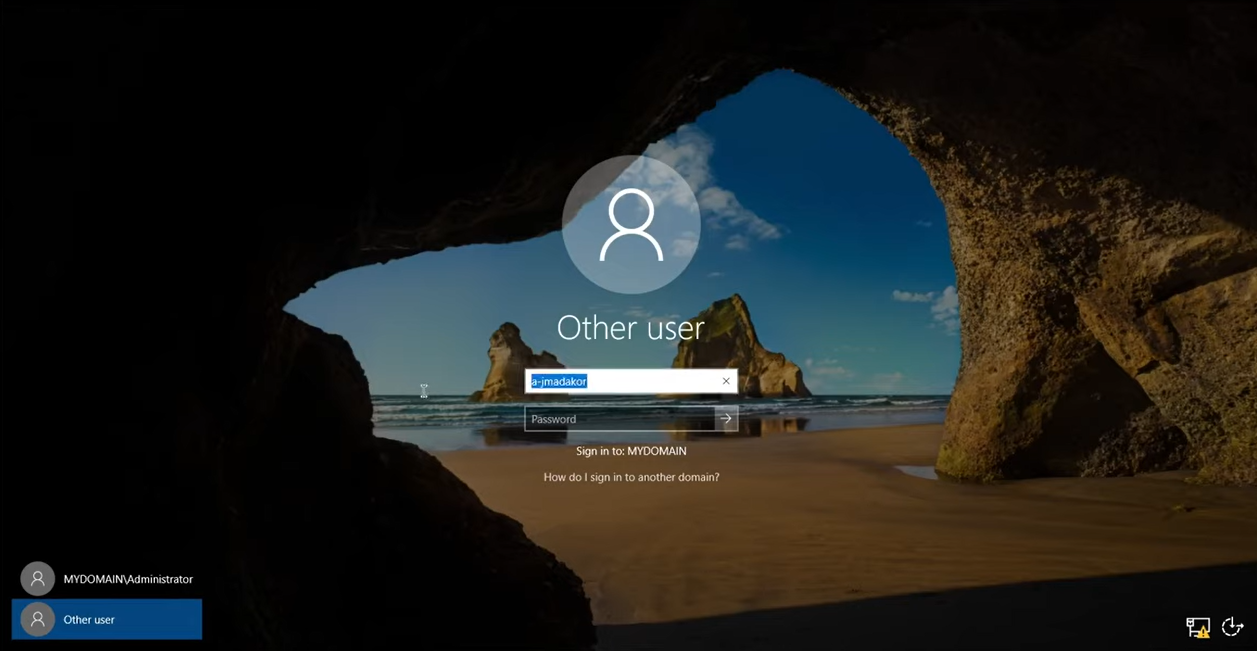 Other user
a-jmadakor
Password
Sign in to: MYDOMAIN
How do I sign in to another domain?
MYDOMAIN\Administrator
Other user